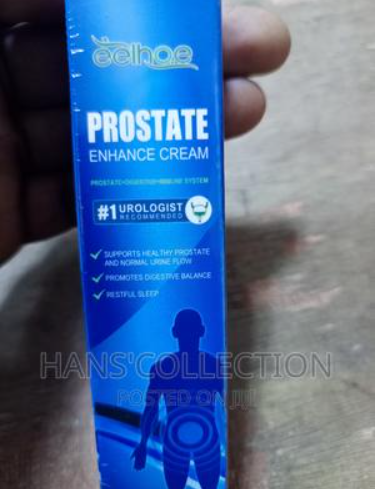 eelhoe
PROSTATE
ENHANCE CREAM
PROSTATE•DIGESTION•IMMUNE SYSTEM
#1 UROLOGIST
RECOMMENDED
SUPPORTS HEALTHY PROSTATE
AND NORMAL URINE FLOW
PROMOTES DIGESTIVE BALANCE
RESTFUL SLEEP
HANS'COLLECTION
POSTED ON JIJI